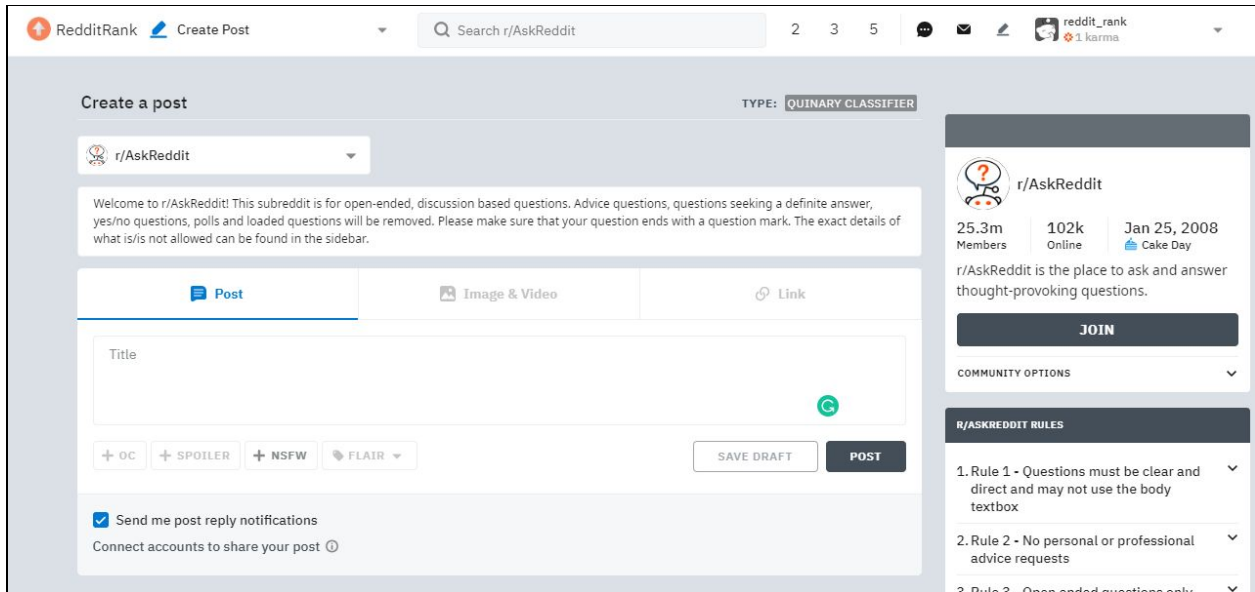 RedditRank Create Post Search r/AskReddit 2 3 5 reddit_rank
1 karma
Create a post TYPE: QUINARY CLASSIFIER
r/AskReddit
Welcome to r/AskReddit! This subreddit is for open-ended, discussion based questions. Advice questions, questions seeking a definite answer,
yes/no questions, polls and loaded questions will be removed. Please make sure that your question ends with a question mark. The exact details of
what is/is not allowed can be found in the sidebar.
Post Image & Video Link
Title
+ OC + SPOILER + NSFW FLAIR SAVE DRAFT POST
Send me post reply notifications
Connect accounts to share your post
r/AskReddit
25.3m 102k Jan 25, 2008
Members Online Cake Day
r/AskReddit is the place to ask and answer
thought-provoking questions.
JOIN
COMMUNITY OPTIONS
R/ASKREDDIT RULES
1. Rule 1 - Questions must be clear and
direct and may not use the body
textbox
2. Rule 2 - No personal or professional
advice requests
3. Rule 3 - Open ended questions only